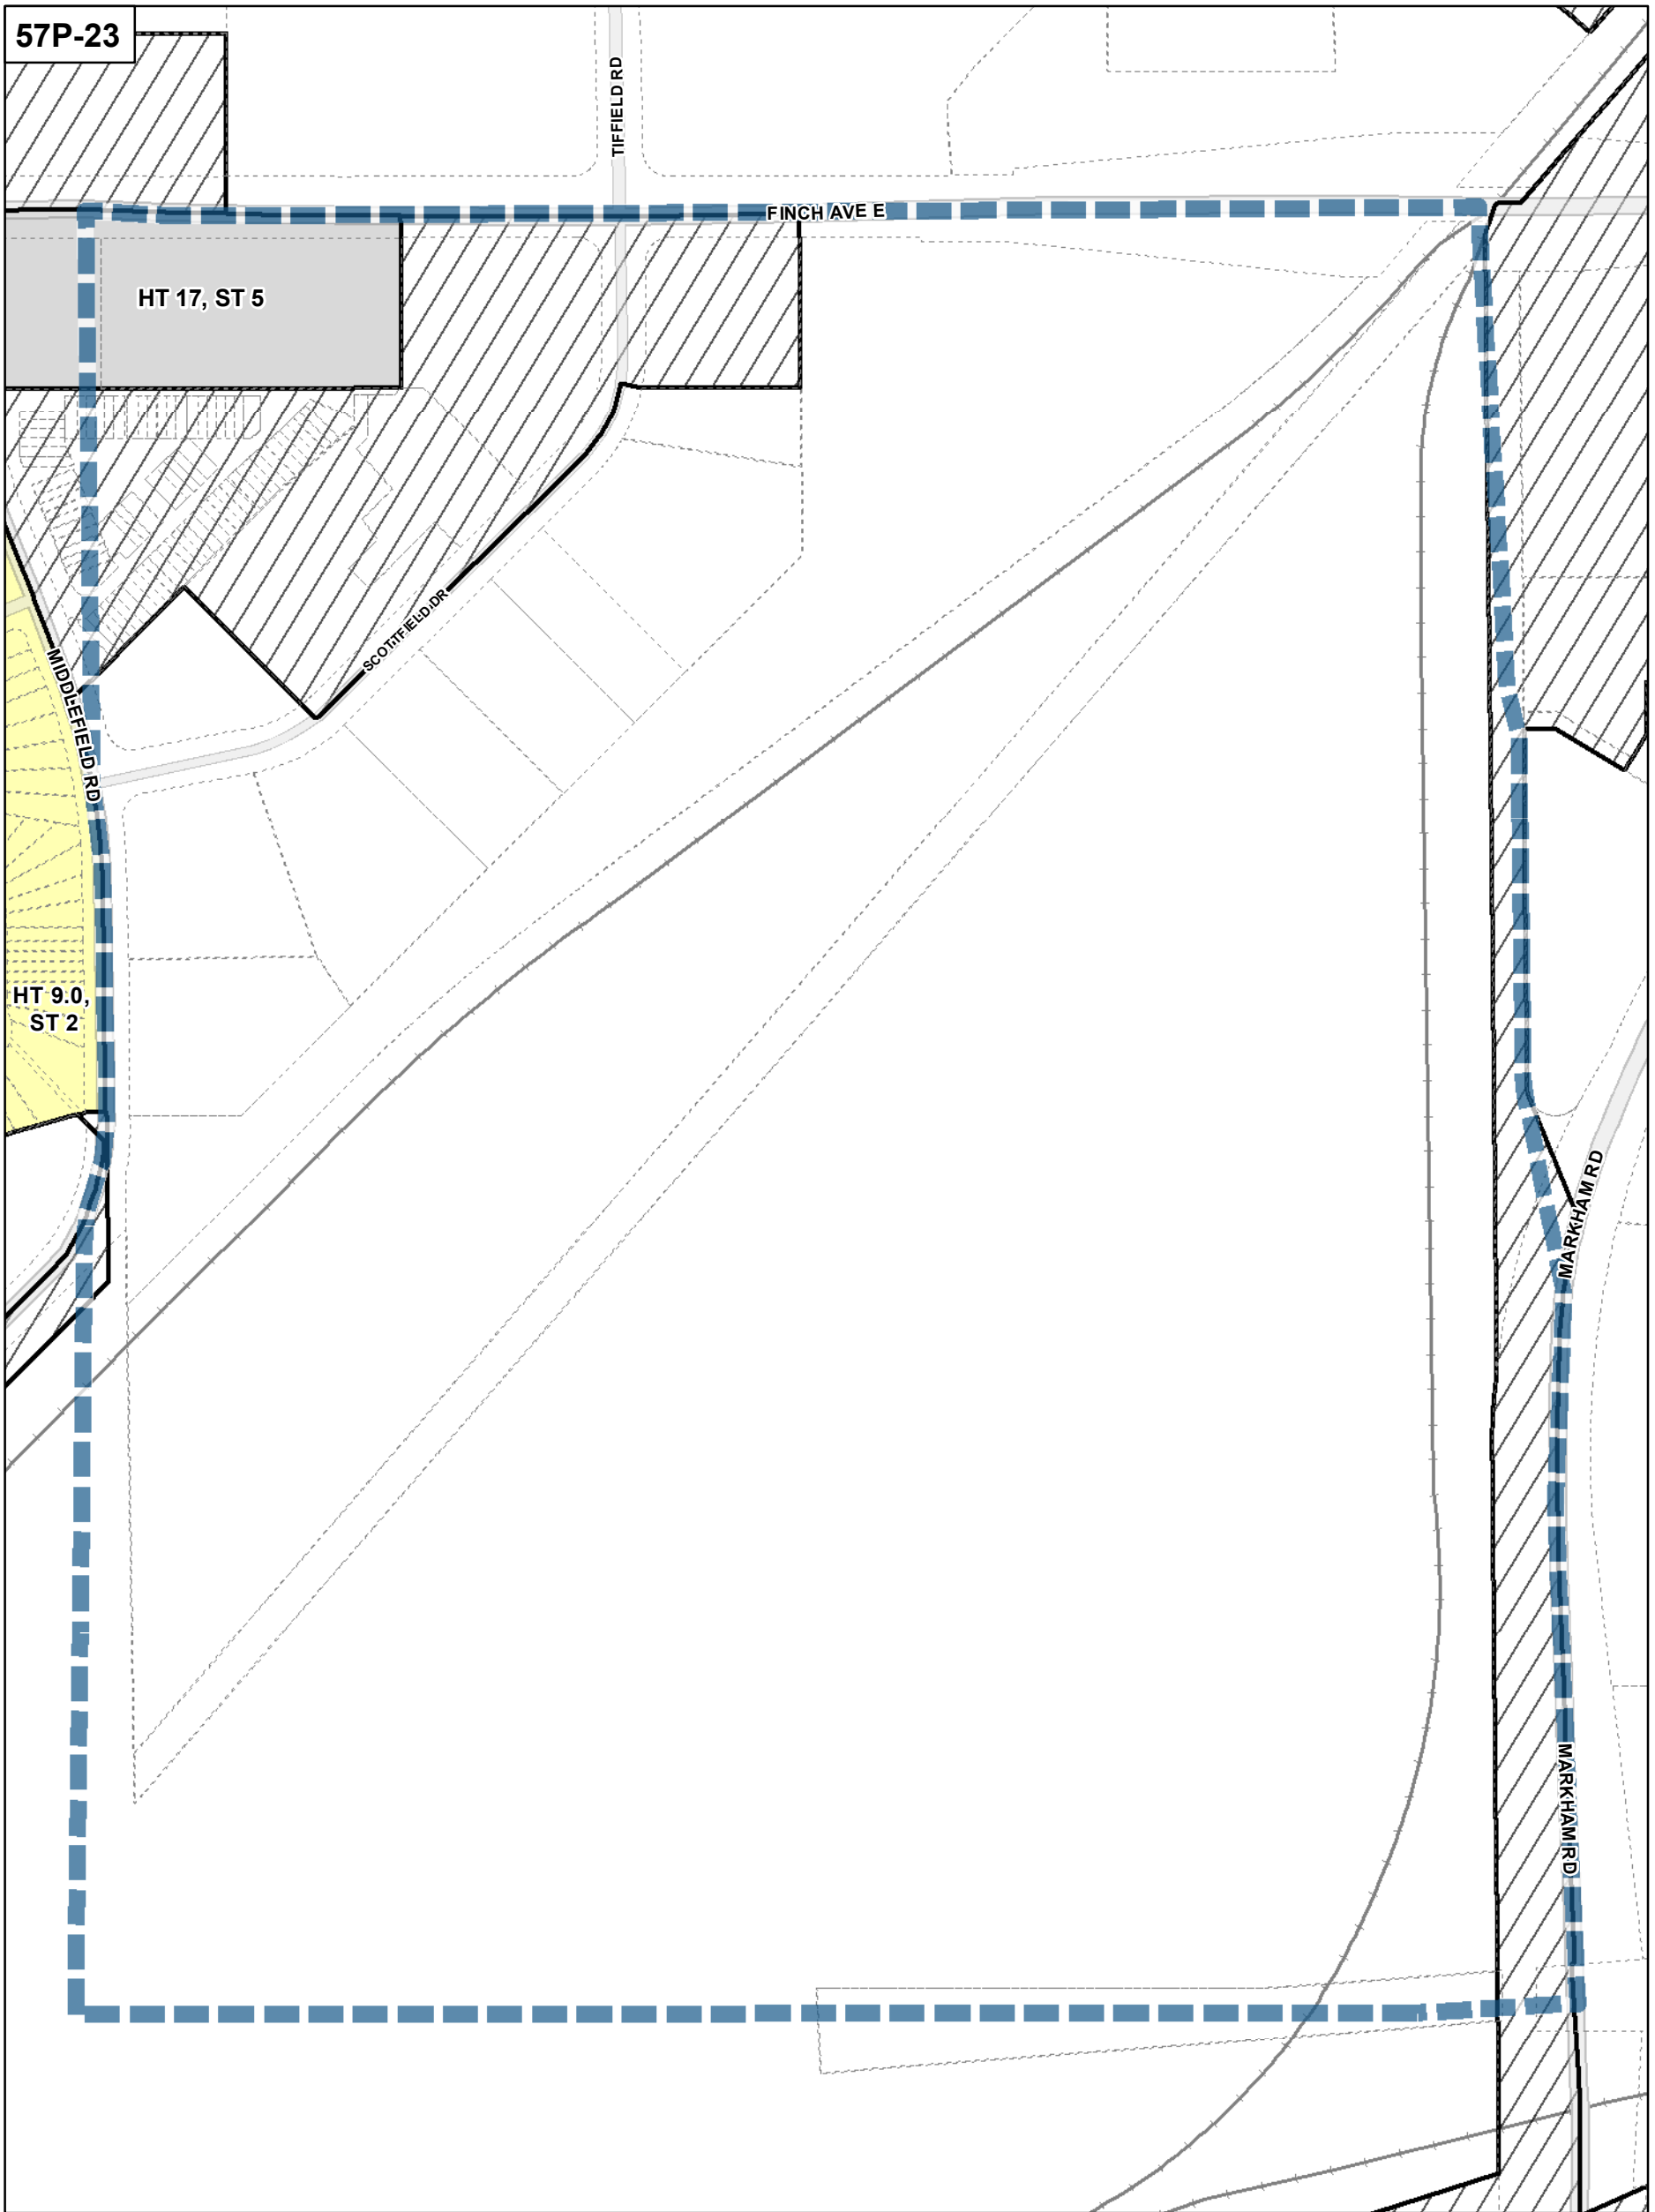 57P-23
TIFFIELD RD
FINCH AVE E
HT 17, ST 5
SCOTTFIELD DR
MIDDLEFIELD RD
HT 9.0,
ST 2
MARKHAM RD
MARKHAM RD